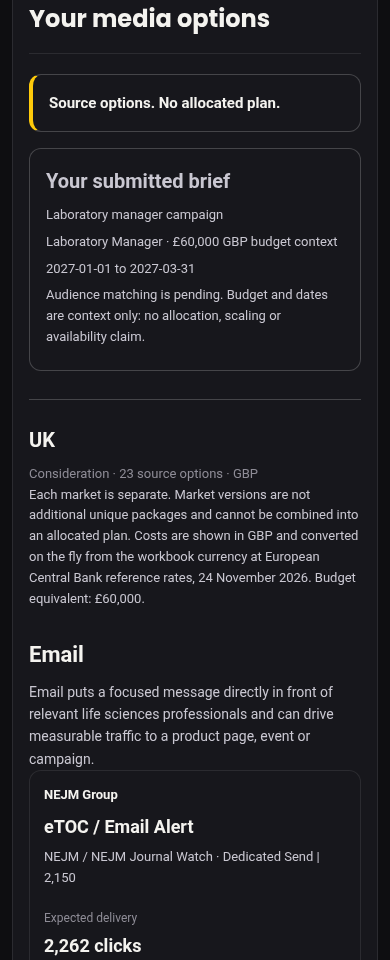 Your media options
Source options. No allocated plan.
Your submitted brief
Laboratory manager campaign
Laboratory Manager · £60,000 GBP budget context
2027-01-01 to 2027-03-31
Audience matching is pending. Budget and dates
are context only: no allocation, scaling or
availability claim.
UK
Consideration · 23 source options · GBP
Each market is separate. Market versions are not
additional unique packages and cannot be combined into
an allocated plan. Costs are shown in GBP and converted
on the fly from the workbook currency at European
Central Bank reference rates, 24 November 2026. Budget
equivalent: £60,000.
Email
Email puts a focused message directly in front of
relevant life sciences professionals and can drive
measurable traffic to a product page, event or
campaign.
NEJM Group
eTOC / Email Alert
NEJM / NEJM Journal Watch · Dedicated Send |
2,150
Expected delivery
2,262 clicks